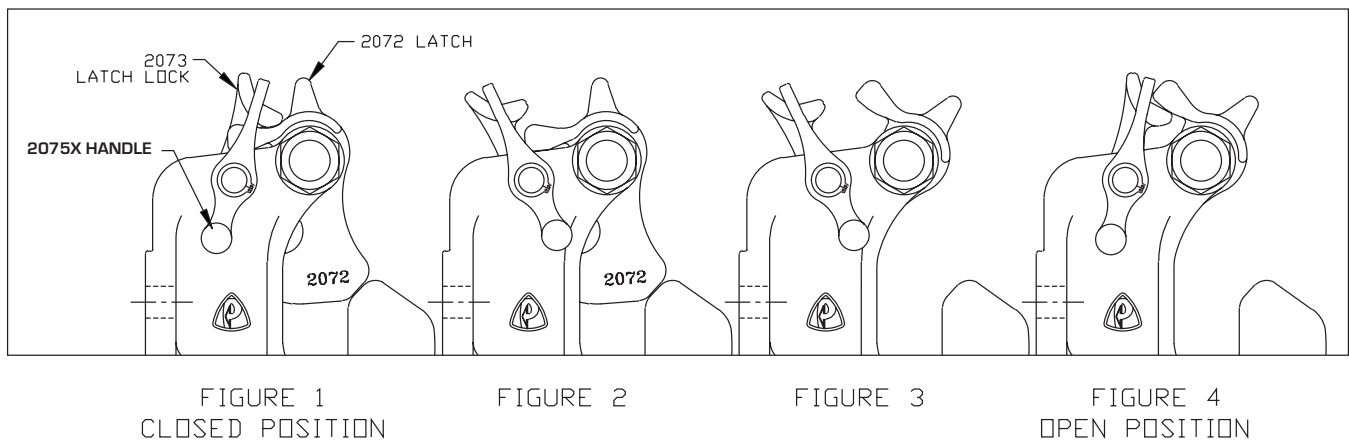 2073
LATCH LOCK
2072 LATCH
2075X HANDLE
2072
2072
FIGURE 1
CLOSED POSITION
FIGURE 2
FIGURE 3
FIGURE 4
OPEN POSITION